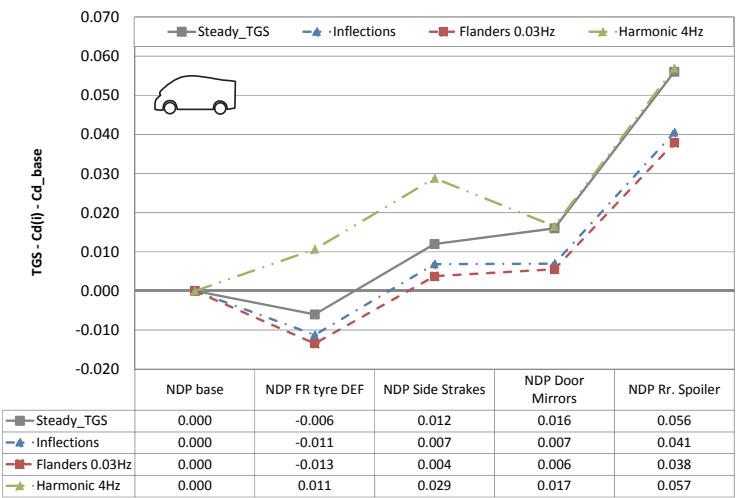 TGS - Cd(i) - Cd_base
0.070
0.060
0.050
0.040
0.030
0.020
0.010
0.000
-0.010
-0.020
Steady_TGS Inflections Flanders 0.03Hz Harmonic 4Hz
NDP base NDP FR tyre DEF NDP Side Strakes NDP Door Mirrors NDP Rr. Spoiler
Steady_TGS 0.000 -0.006 0.012 0.016 0.056
Inflections 0.000 -0.011 0.007 0.007 0.041
Flanders 0.03Hz 0.000 -0.013 0.004 0.006 0.038
Harmonic 4Hz 0.000 0.011 0.029 0.017 0.057